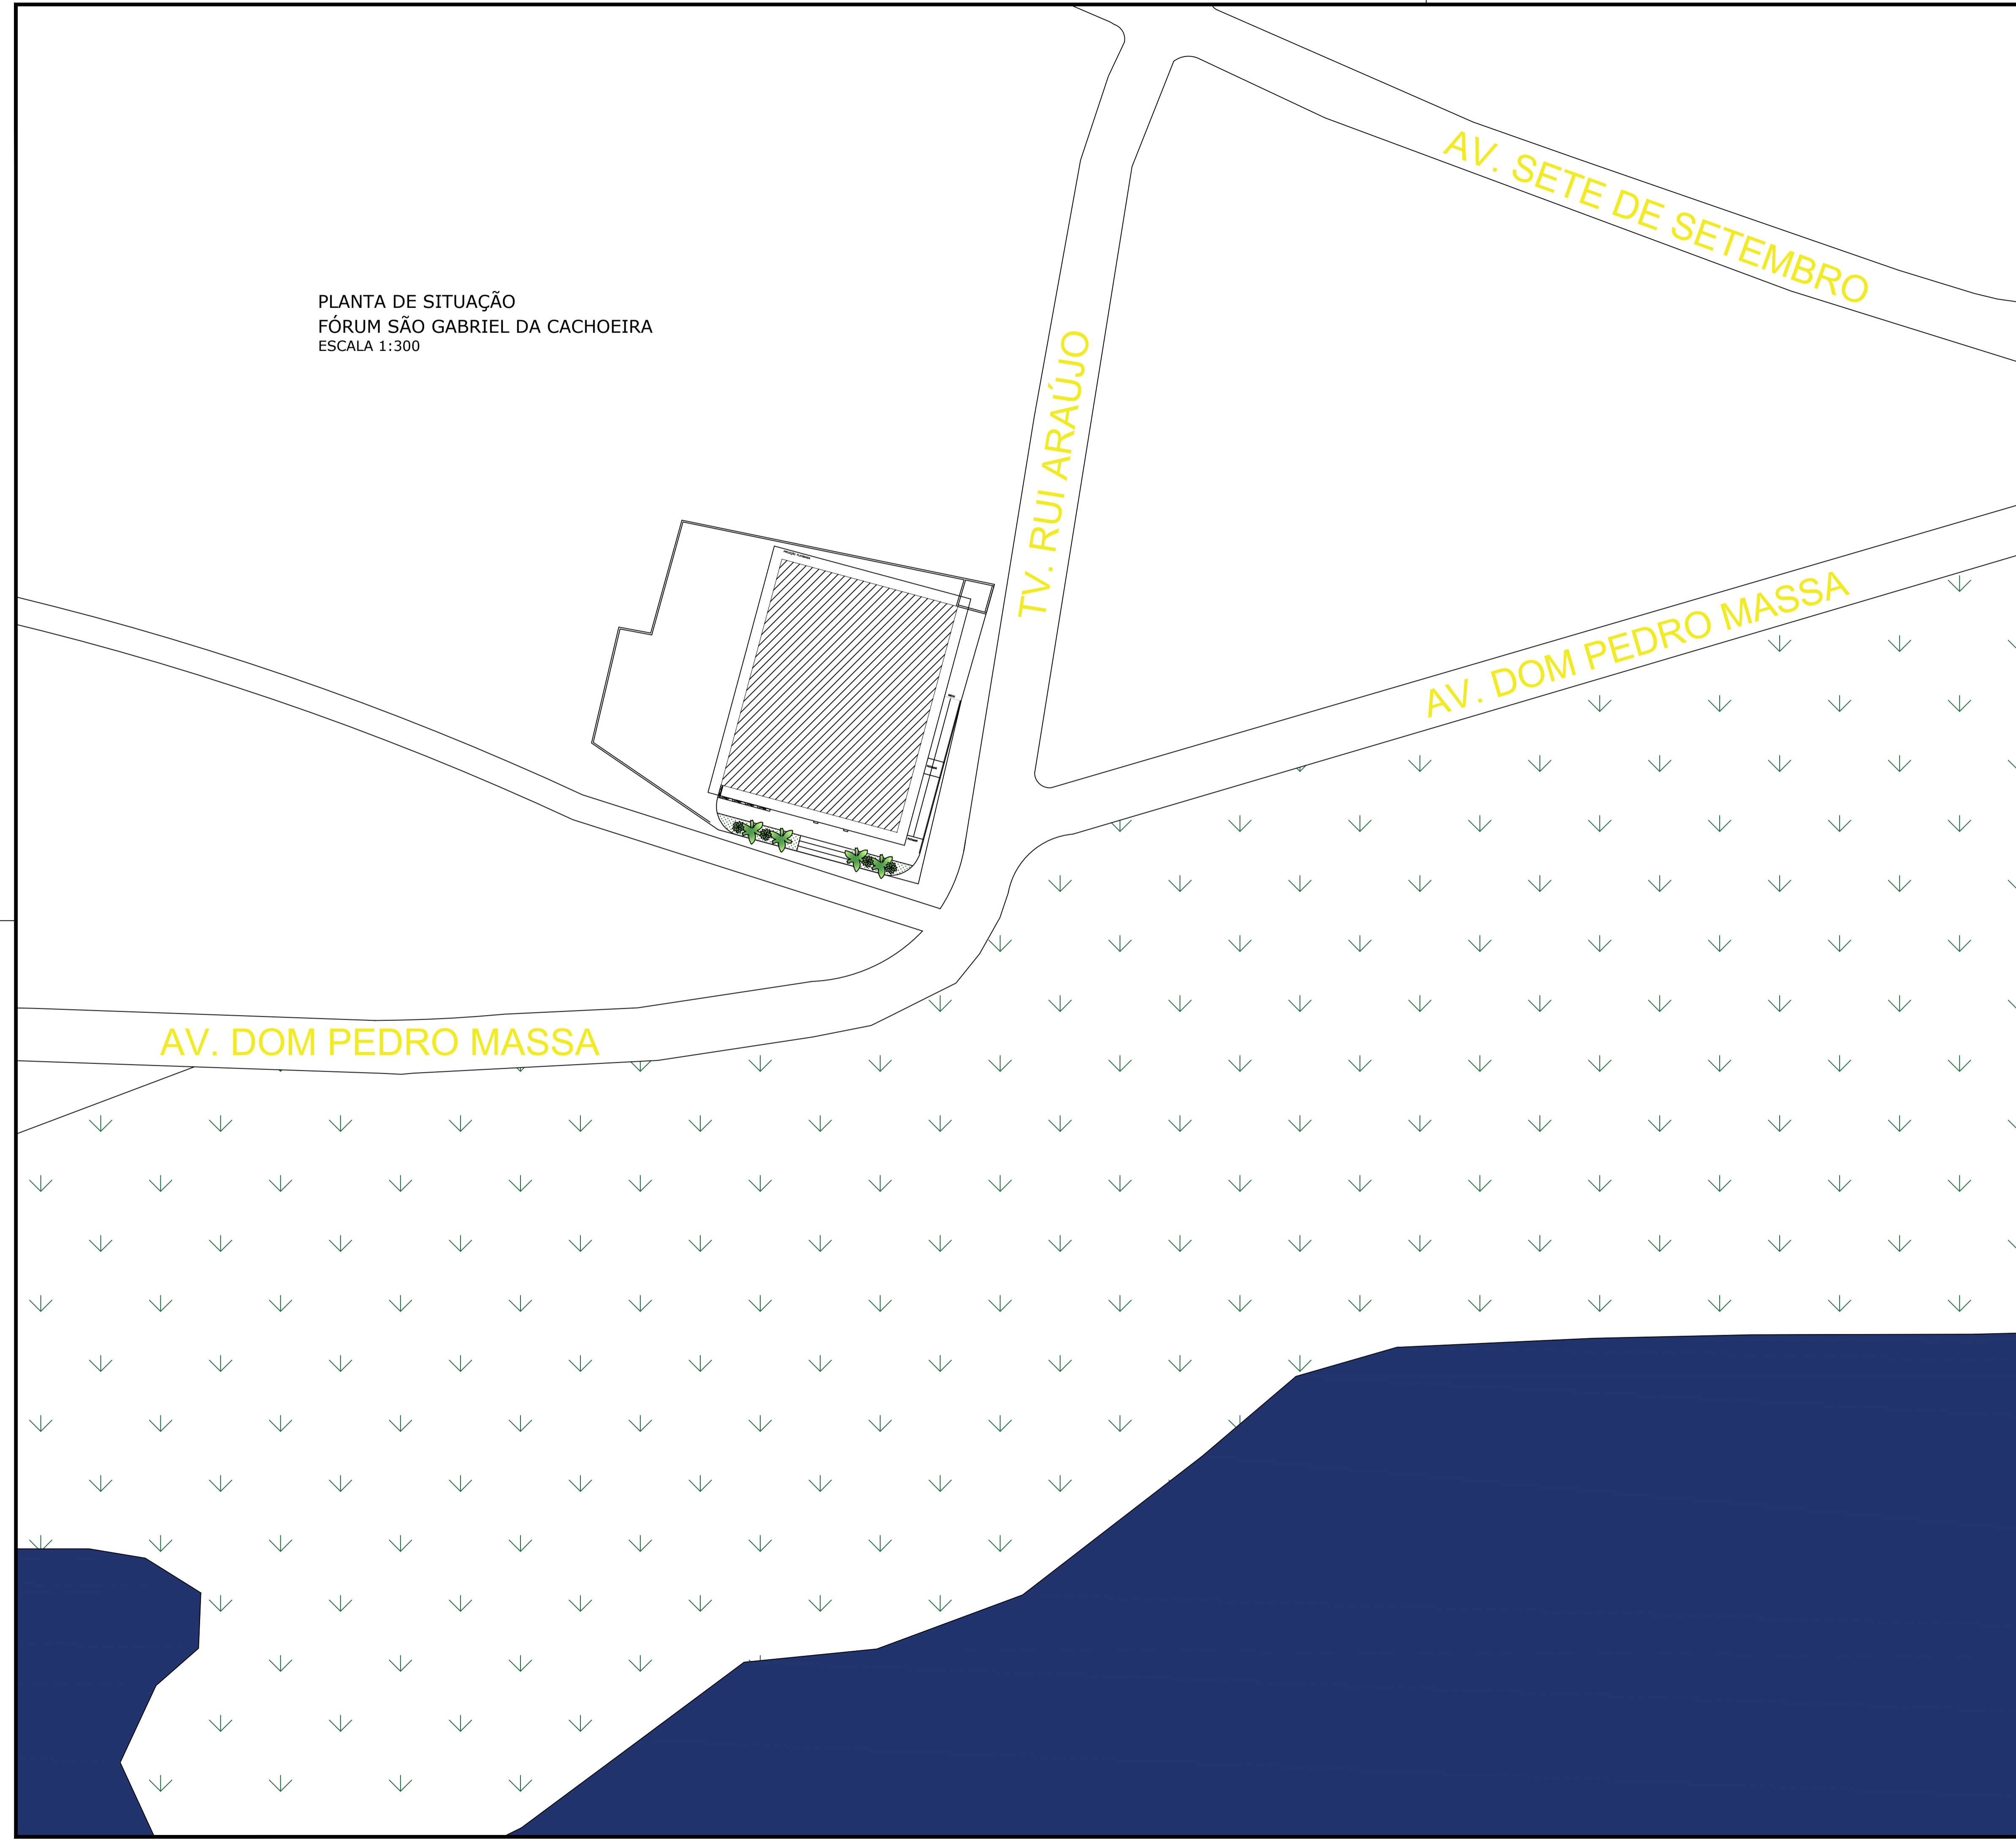 AV. SETE DE SETEMBRO
PLANTA DE SITUAÇÃO
FÓRUM SÃO GABRIEL DA CACHOEIRA
ESCALA 1:300
TV. RUI ARAÚJO
AV. DOM PEDRO MASSA
AV. DOM PEDRO MASSA